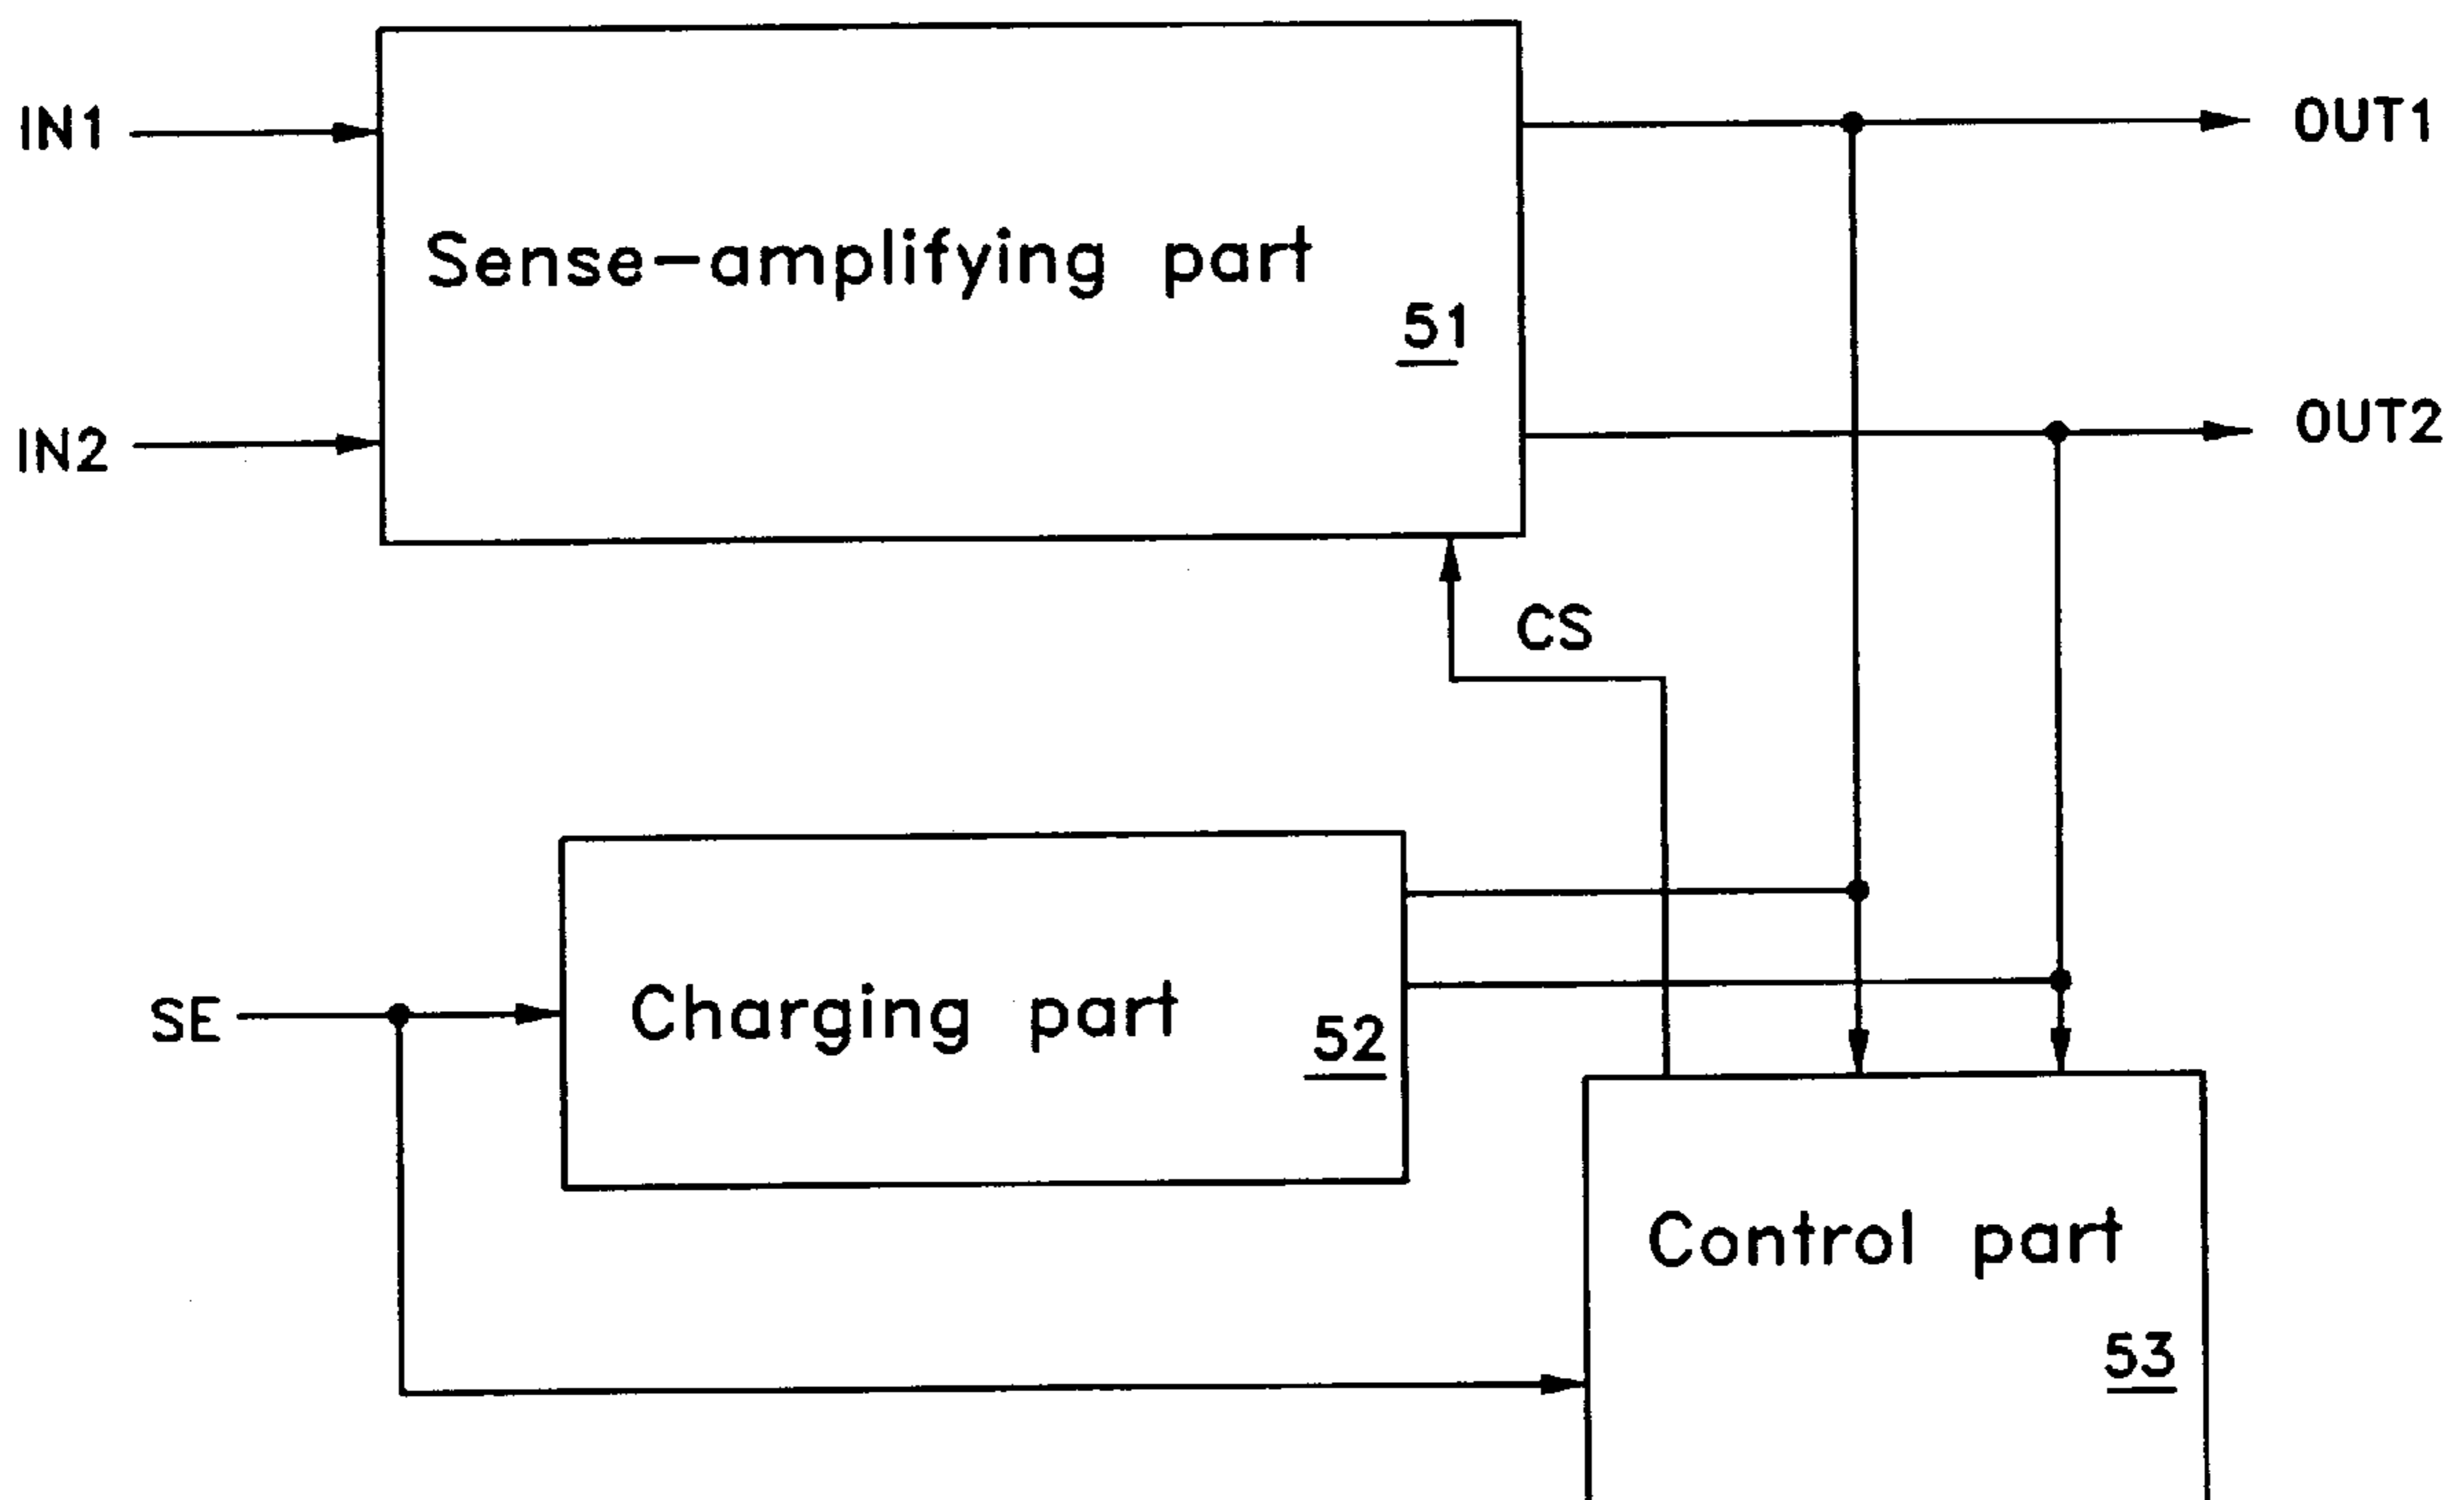 IN1
OUT1
Sense-amplifying part
51
IN2
OUT2
CS
SE
Charging part
52
Control part
53